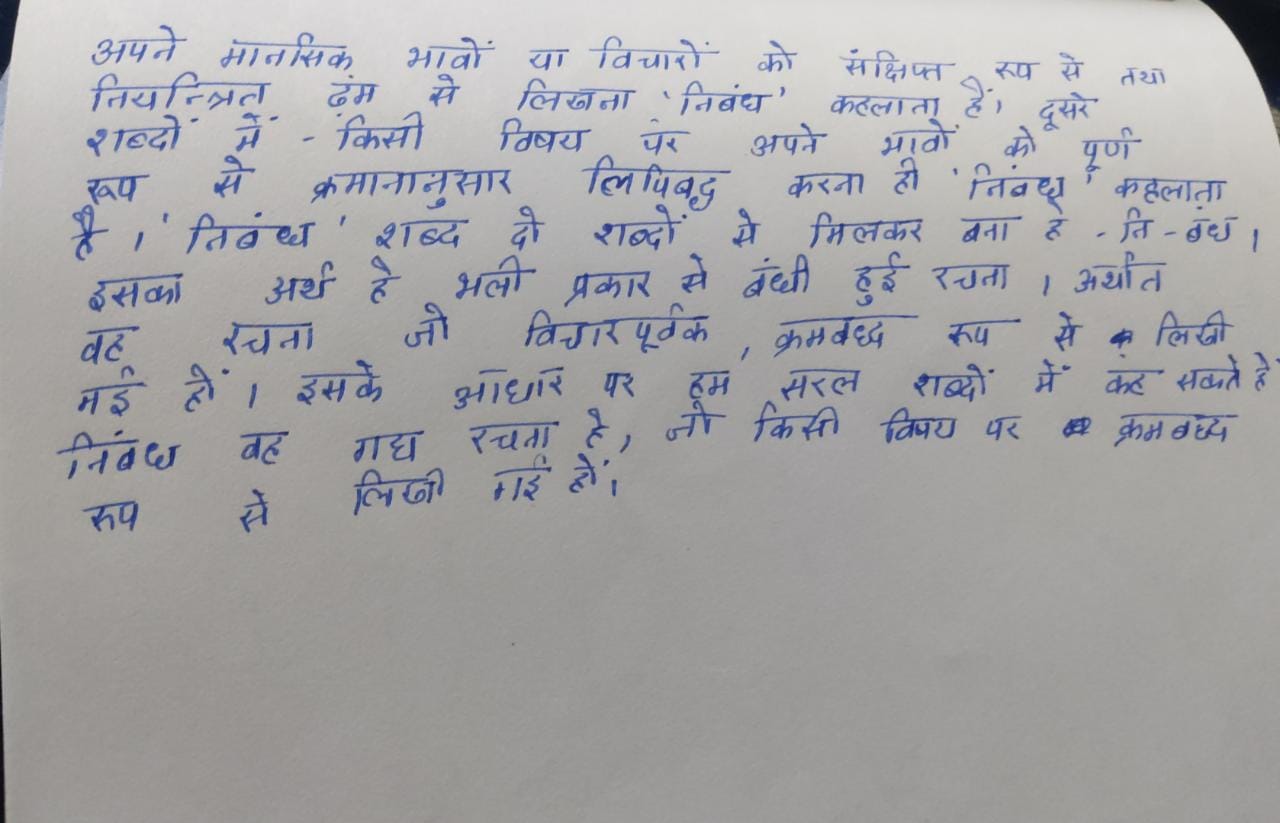 अपने मानसिक भावों या विचारों को संक्षिप्त रूप से तथा
नियन्त्रित ढ़ंग से लिखना 'निबंध' कहलाता हैं। दूसरे
शब्दों में - किसी विषय पर अपने भावों को पूर्ण
रूप से क्रमानानुसार लिपिबद्ध करना ही 'निबंध' कहलाता
है। 'निबंध' शब्द दो शब्दों से मिलकर बना है - नि - बंध।
इसका अर्थ है भली प्रकार से बंधी हुई रचना। अर्थात
वह रचना जो विचारपूर्वक, क्रमबध्द रूप से लिखी
गई हों। इसके आधार पर हम सरल शब्दों में कह सकते हैं
निबंध वह गद्य रचना है, जो किसी विषय पर क्रमबध्द
रूप से लिखी गई हों।